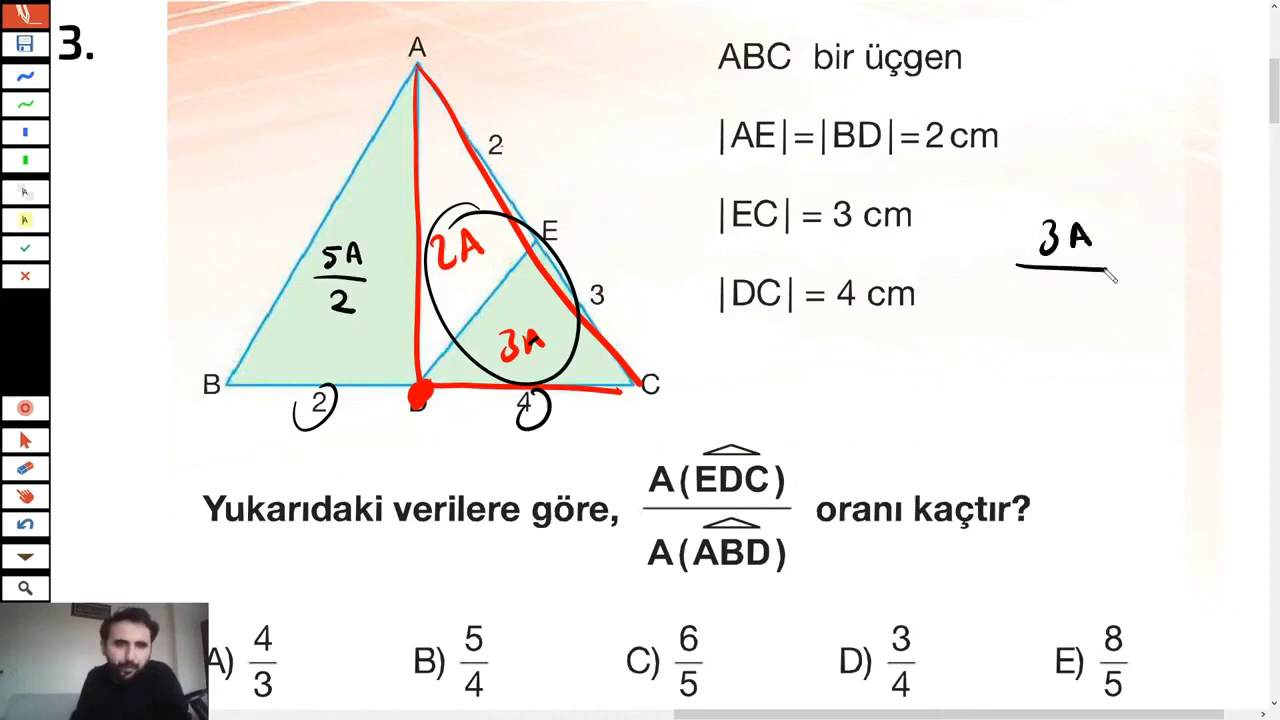 3.
A
ABC bir üçgen
2
|AE|=|BD|=2 cm
E
2A
|EC| = 3 cm
3A
5A
2
3
|DC| = 4 cm
3A
B
C
2
D
4
A(EDC)
Yukarıdaki verilere göre, oranı kaçtır?
A(ABD)
A) 4/3
B) 5/4
C) 6/5
D) 3/4
E) 8/5